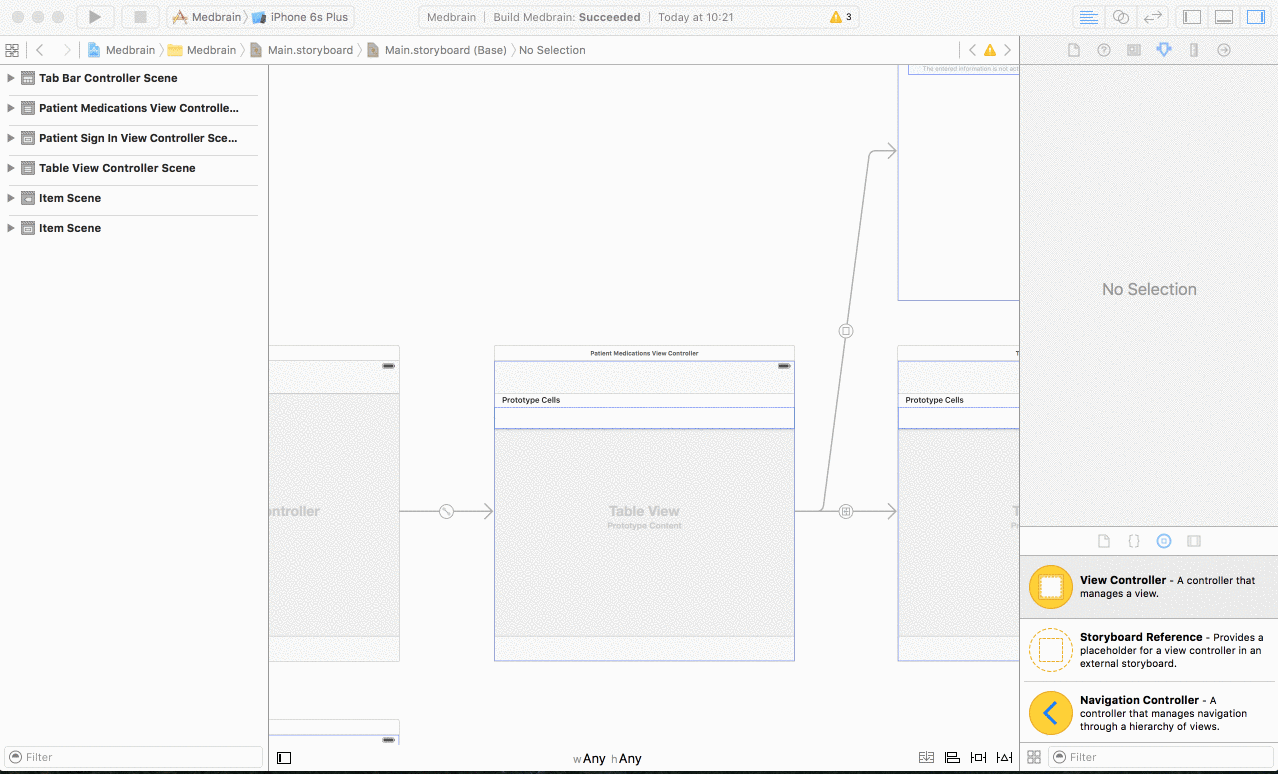 Medbrain
iPhone 6s Plus
Medbrain
Build Medbrain: Succeeded
Today at 10:21
3
Medbrain
Medbrain
Main.storyboard
Main.storyboard (Base)
No Selection
Tab Bar Controller Scene
Patient Medications View Controlle...
Patient Sign In View Controller Sce...
Table View Controller Scene
Item Scene
Item Scene
The entered information is not act
Patient Medications View Controller
Prototype Cells
Prototype Cells
ontroller
Table View
Prototype Content
No Selection
View Controller - A controller that
manages a view.
Storyboard Reference - Provides a
placeholder for a view controller in an
external storyboard.
Navigation Controller - A
controller that manages navigation
through a hierarchy of views.
Filter
wAny hAny
Filter